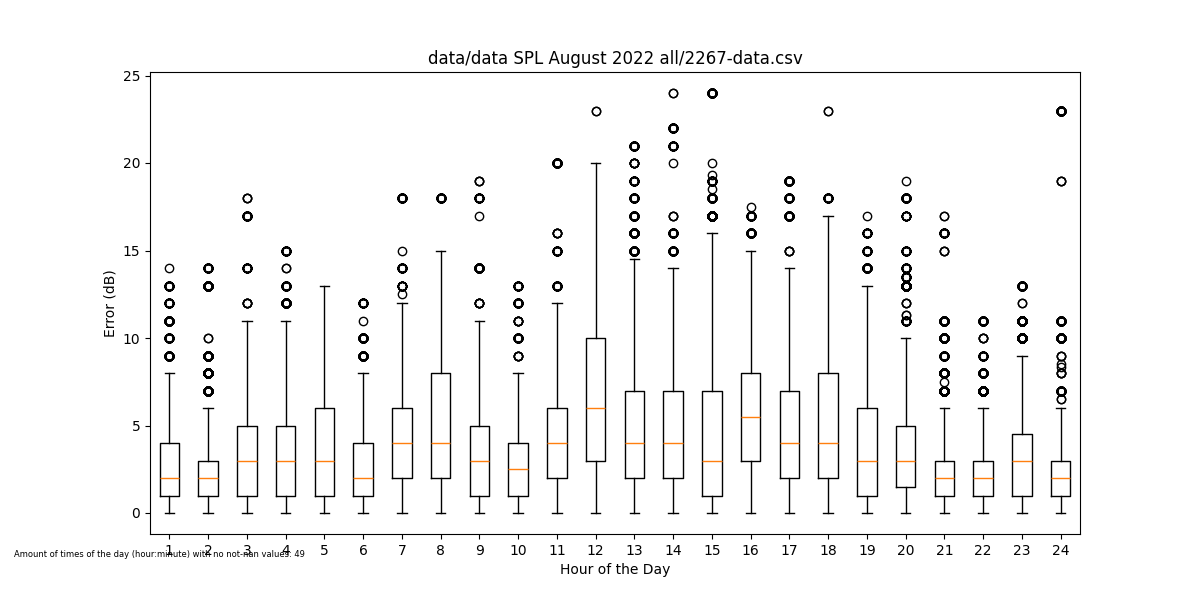 data/data SPL August 2022 all/2267-data.csv
25
20
15
10
5
0
Error (dB)
1 2 3 4 5 6 7 8 9 10 11 12 13 14 15 16 17 18 19 20 21 22 23 24
Amount of times of the day (hour:minute) with no not-nan values: 49
Hour of the Day